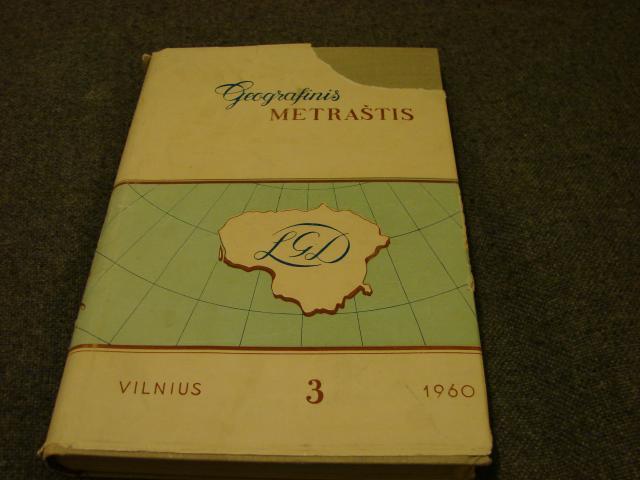 Geografinis
METRAŠTIS
LGD
VILNIUS 3 1960